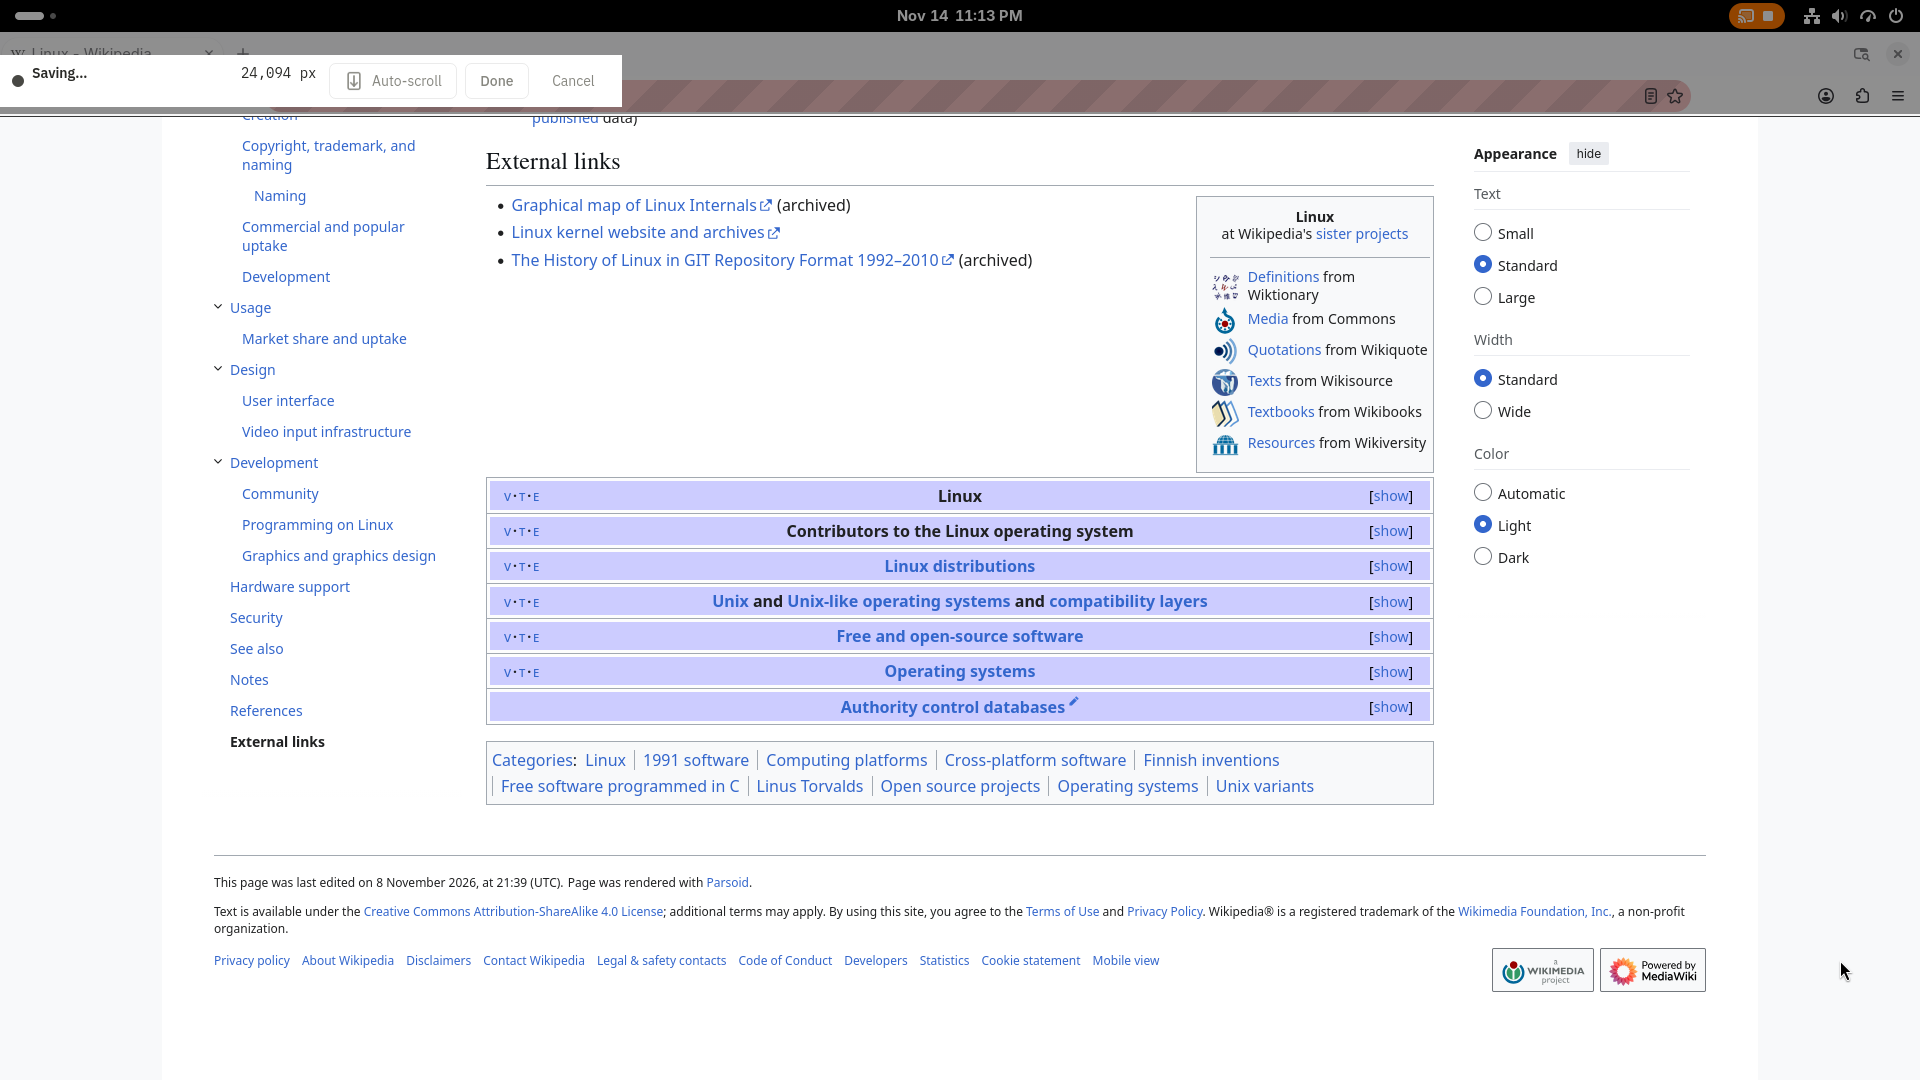 Nov 14 11:13 PM
Linux - Wikipedia
Saving...
24,094 px
Auto-scroll
Done
Cancel
Creation
Copyright, trademark, and
naming
Naming
Commercial and popular
uptake
Development
Usage
Market share and uptake
Design
User interface
Video input infrastructure
Development
Community
Programming on Linux
Graphics and graphics design
Hardware support
Security
See also
Notes
References
External links
published data)
External links
• Graphical map of Linux Internals (archived)
• Linux kernel website and archives
• The History of Linux in GIT Repository Format 1992–2010 (archived)
Linux
at Wikipedia's sister projects
Definitions from
Wiktionary
Media from Commons
Quotations from Wikiquote
Texts from Wikisource
Textbooks from Wikibooks
Resources from Wikiversity
V•T•E Linux [show]
V•T•E Contributors to the Linux operating system [show]
V•T•E Linux distributions [show]
V•T•E Unix and Unix-like operating systems and compatibility layers [show]
V•T•E Free and open-source software [show]
V•T•E Operating systems [show]
Authority control databases [show]
Categories: Linux | 1991 software | Computing platforms | Cross-platform software | Finnish inventions
| Free software programmed in C | Linus Torvalds | Open source projects | Operating systems | Unix variants
Appearance hide
Text
Small
Standard
Large
Width
Standard
Wide
Color
Automatic
Light
Dark
This page was last edited on 8 November 2026, at 21:39 (UTC). Page was rendered with Parsoid.
Text is available under the Creative Commons Attribution-ShareAlike 4.0 License; additional terms may apply. By using this site, you agree to the Terms of Use and Privacy Policy. Wikipedia® is a registered trademark of the Wikimedia Foundation, Inc., a non-profit
organization.
Privacy policy About Wikipedia Disclaimers Contact Wikipedia Legal & safety contacts Code of Conduct Developers Statistics Cookie statement Mobile view
a
WIKIMEDIA
project
Powered by
MediaWiki